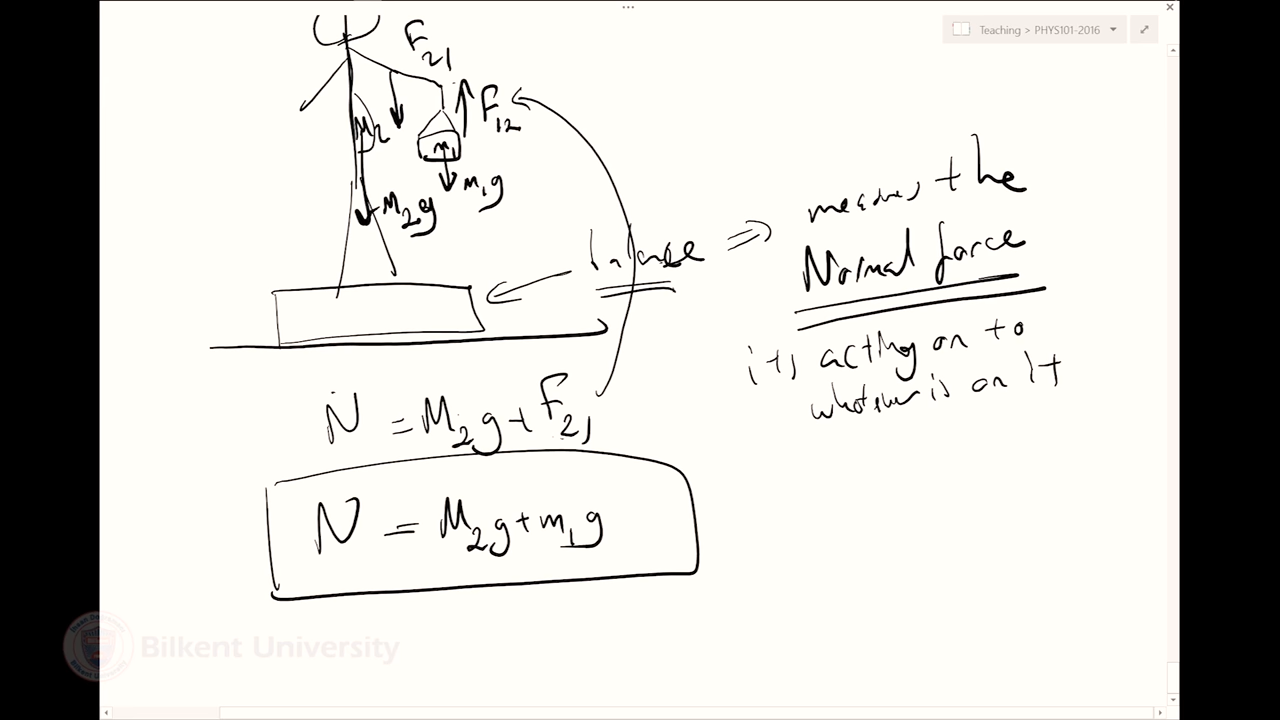 Teaching > PHYS101-2016
F21
F12
M2
m1
m1g
M2g
balance ⇒ measures the
Normal force
its acting on to
whatever is on it
N = M2g + F21
N = M2g + m1g
Bilkent University